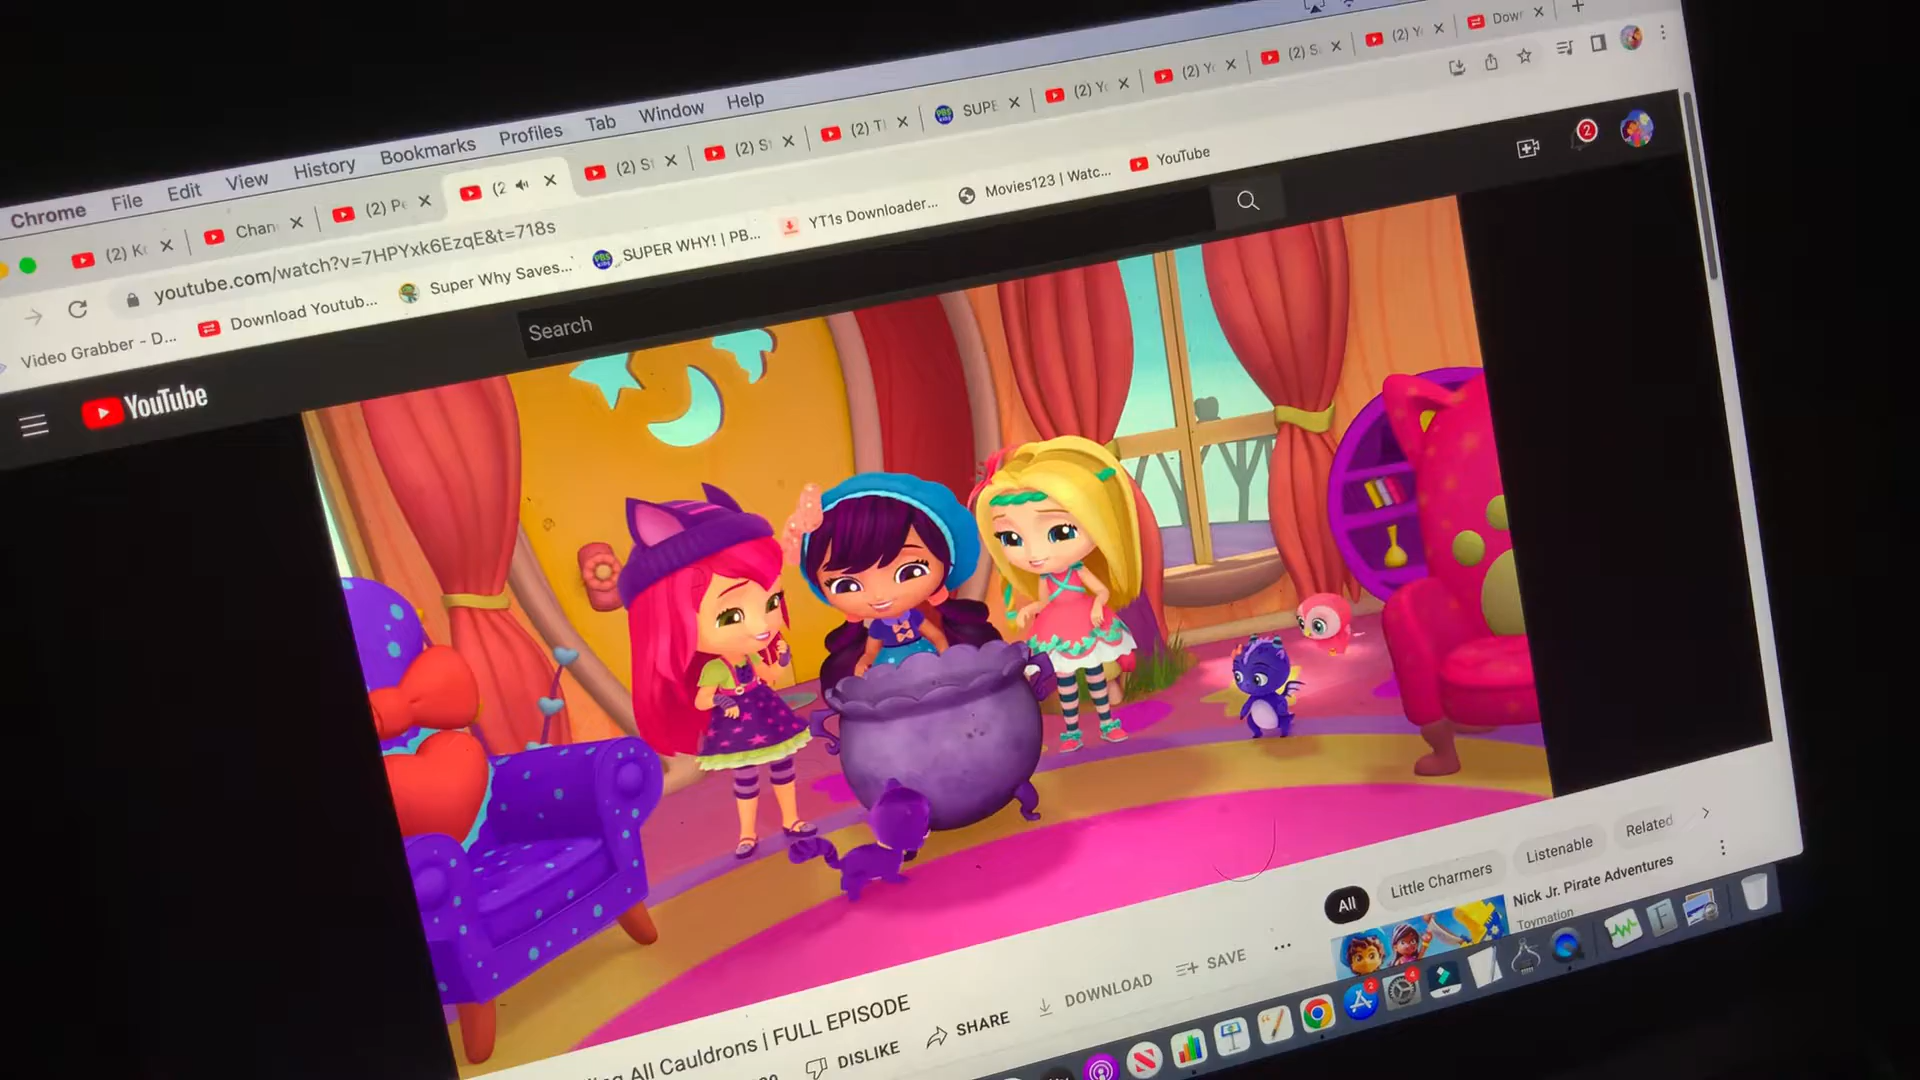 Chrome File Edit View History Bookmarks Profiles Tab Window Help
(2) K Chan (2) P (2 (2) S (2) S (2) T SUPE (2) Yo (2) Y (2) S (2) Y Dow
youtube.com/watch?v=7HPYxk6EzqE&t=718s
Video Grabber - D... Download Youtub... Super Why Saves... SUPER WHY! | PB... YT1s Downloader... Movies123 | Watc... YouTube
YouTube
Search
2
All Little Charmers Listenable Related
Nick Jr. Pirate Adventures
Toymation
All Cauldrons | FULL EPISODE
DISLIKE SHARE DOWNLOAD SAVE